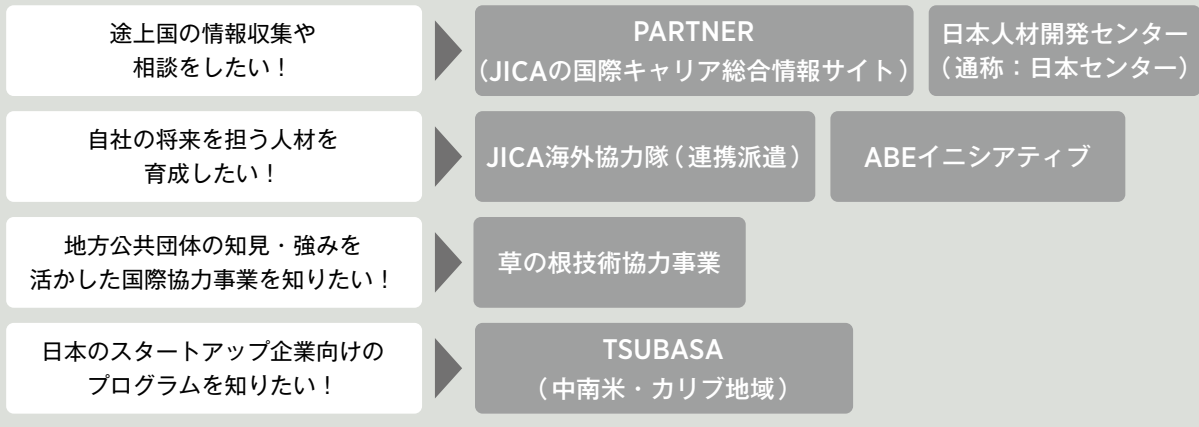 途上国の情報収集や
相談をしたい！
PARTNER
（JICAの国際キャリア総合情報サイト）
日本人材開発センター
（通称：日本センター）
自社の将来を担う人材を
育成したい！
JICA海外協力隊（連携派遣）
ABEイニシアティブ
地方公共団体の知見・強みを
活かした国際協力事業を知りたい！
草の根技術協力事業
日本のスタートアップ企業向けの
プログラムを知りたい！
TSUBASA
（中南米・カリブ地域）